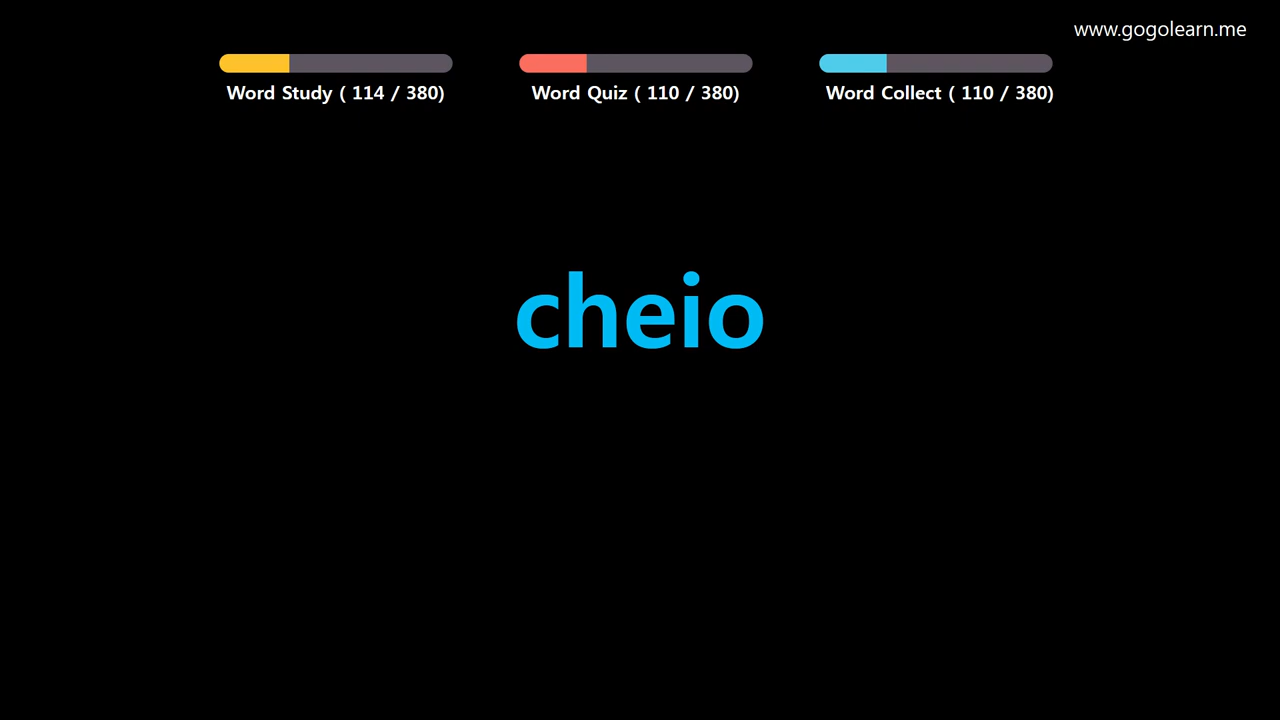 www.gogolearn.me
Word Study ( 114 / 380)
Word Quiz ( 110 / 380)
Word Collect ( 110 / 380)
cheio